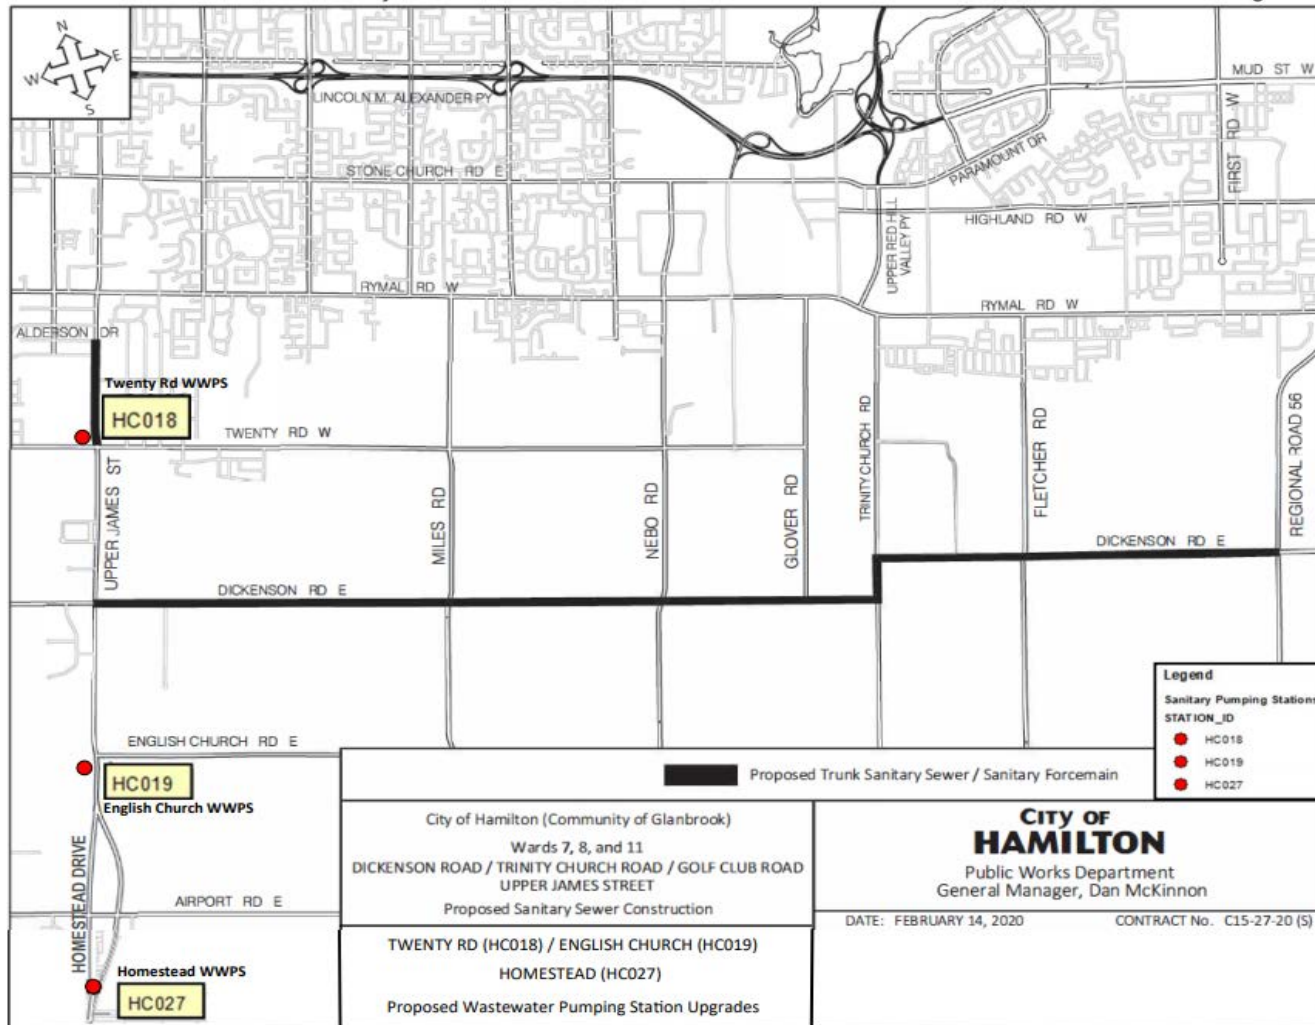 N
W
E
S
MUD ST W
LINCOLN M. ALEXANDER PY
PARAMOUNT DR
FIRST RD W
STONE CHURCH RD E
HIGHLAND RD W
UPPER RED HILL
VALLEY PY
RYMAL RD W
RYMAL RD W
ALDERSON DR
Twenty Rd WWPS
HC018
TWENTY RD W
UPPER JAMES ST
MILES RD
NEBO RD
GLOVER RD
TRINITY CHURCH RD
FLETCHER RD
REGIONAL ROAD 56
DICKENSON RD E
DICKENSON RD E
ENGLISH CHURCH RD E
HC019
English Church WWPS
HOMESTEAD DRIVE
AIRPORT RD E
Homestead WWPS
HC027
Legend
Sanitary Pumping Stations
STATION_ID
HC018
HC019
HC027
Proposed Trunk Sanitary Sewer / Sanitary Forcemain
City of Hamilton (Community of Glanbrook)
Wards 7, 8, and 11
DICKENSON ROAD / TRINITY CHURCH ROAD / GOLF CLUB ROAD
UPPER JAMES STREET
Proposed Sanitary Sewer Construction
TWENTY RD (HC018) / ENGLISH CHURCH (HC019)
HOMESTEAD (HC027)
Proposed Wastewater Pumping Station Upgrades
CITY OF
HAMILTON
Public Works Department
General Manager, Dan McKinnon
DATE: FEBRUARY 14, 2020
CONTRACT No. C15-27-20 (S)